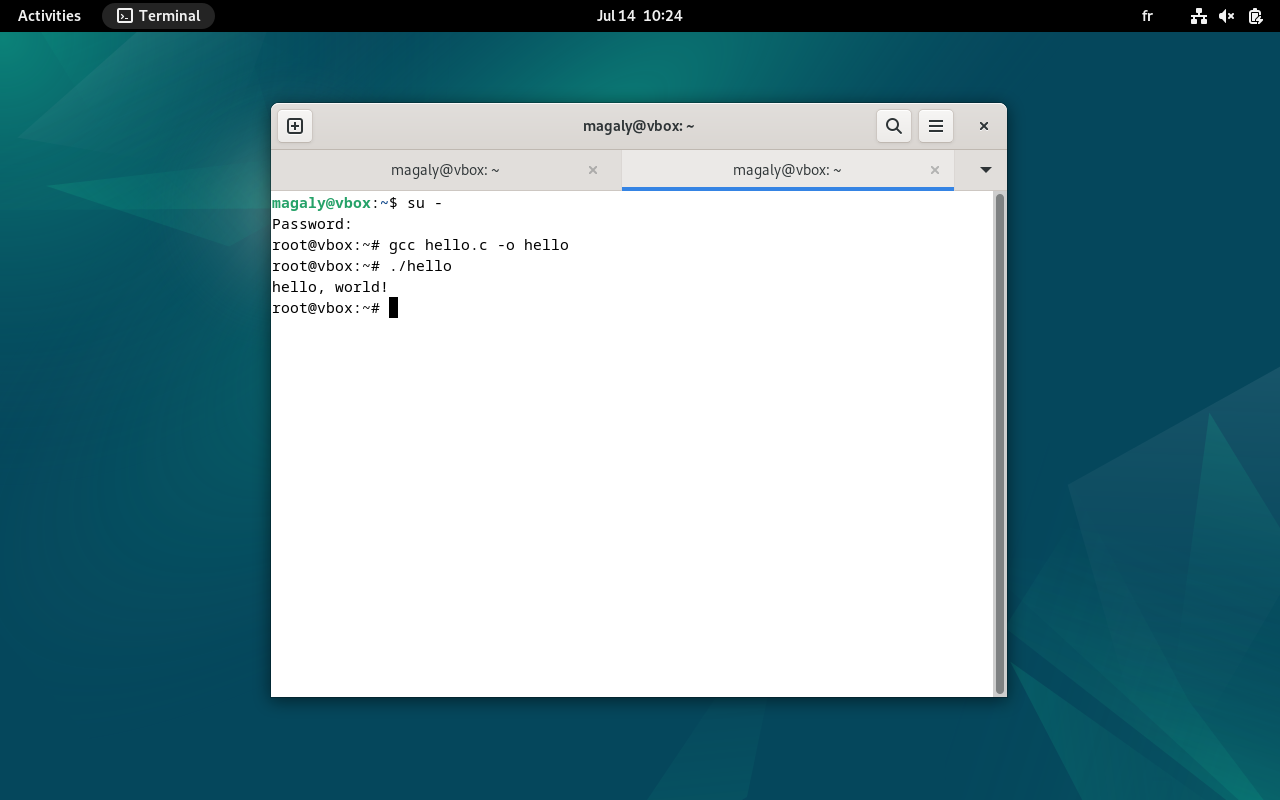 Activities
Terminal
Jul 14 10:24
fr
magaly@vbox: ~
magaly@vbox: ~
magaly@vbox: ~
magaly@vbox:~$ su -
Password:
root@vbox:~# gcc hello.c -o hello
root@vbox:~# ./hello
hello, world!
root@vbox:~#